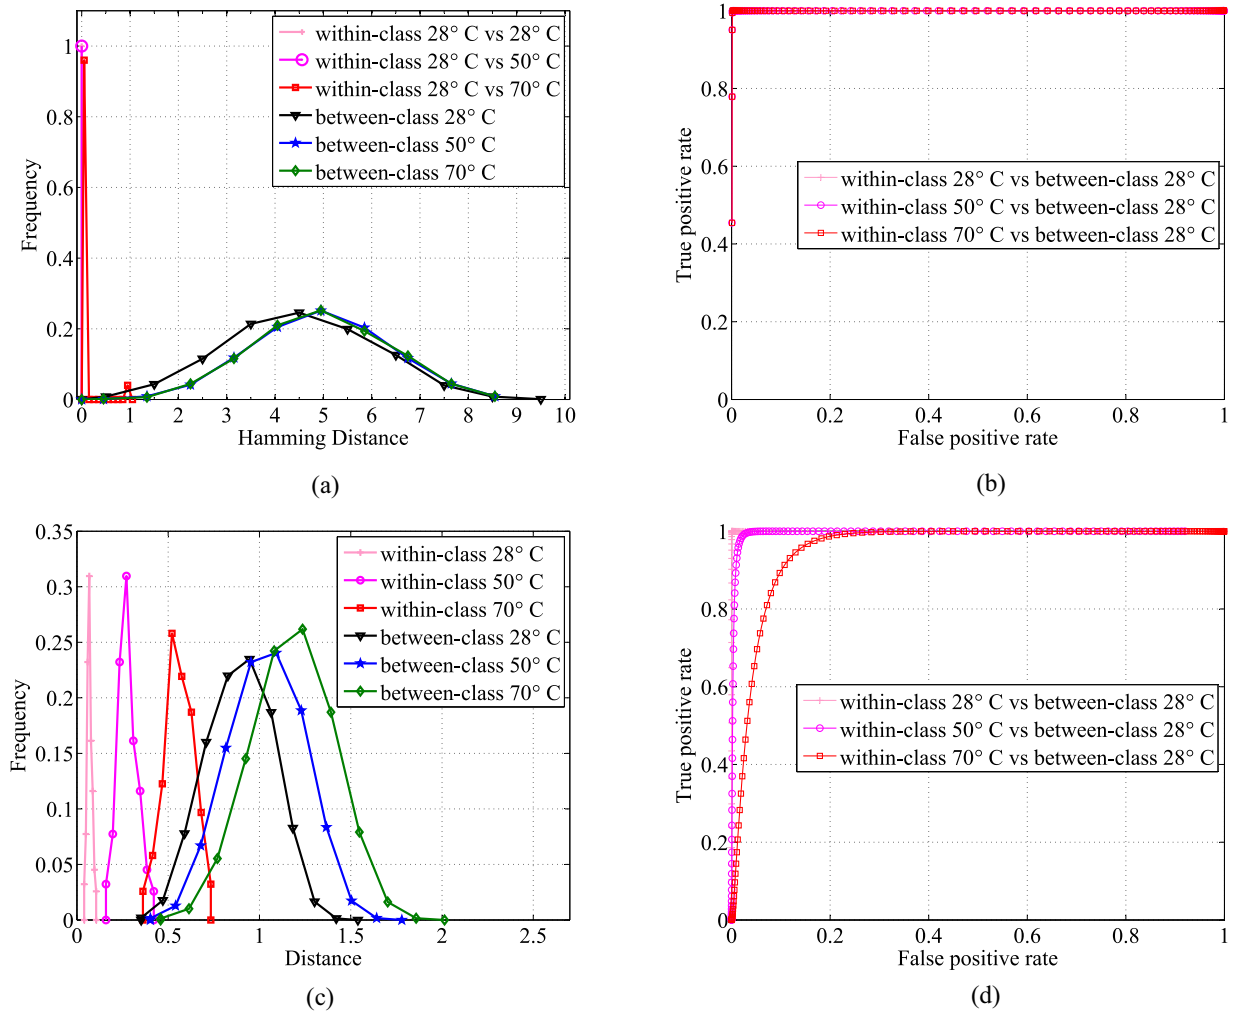 within-class 28° C vs 28° C
within-class 28° C vs 50° C
within-class 28° C vs 70° C
between-class 28° C
between-class 50° C
between-class 70° C
Frequency
1
0.8
0.6
0.4
0.2
0
0 1 2 3 4 5 6 7 8 9 10
Hamming Distance
(a)
True positive rate
1
0.8
0.6
0.4
0.2
0
within-class 28° C vs between-class 28° C
within-class 50° C vs between-class 28° C
within-class 70° C vs between-class 28° C
0 0.2 0.4 0.6 0.8 1
False positive rate
(b)
Frequency
0.35
0.3
0.25
0.2
0.15
0.1
0.05
0
within-class 28° C
within-class 50° C
within-class 70° C
between-class 28° C
between-class 50° C
between-class 70° C
0 0.5 1 1.5 2 2.5
Distance
(c)
True positive rate
1
0.8
0.6
0.4
0.2
0
within-class 28° C vs between-class 28° C
within-class 50° C vs between-class 28° C
within-class 70° C vs between-class 28° C
0 0.2 0.4 0.6 0.8 1
False positive rate
(d)